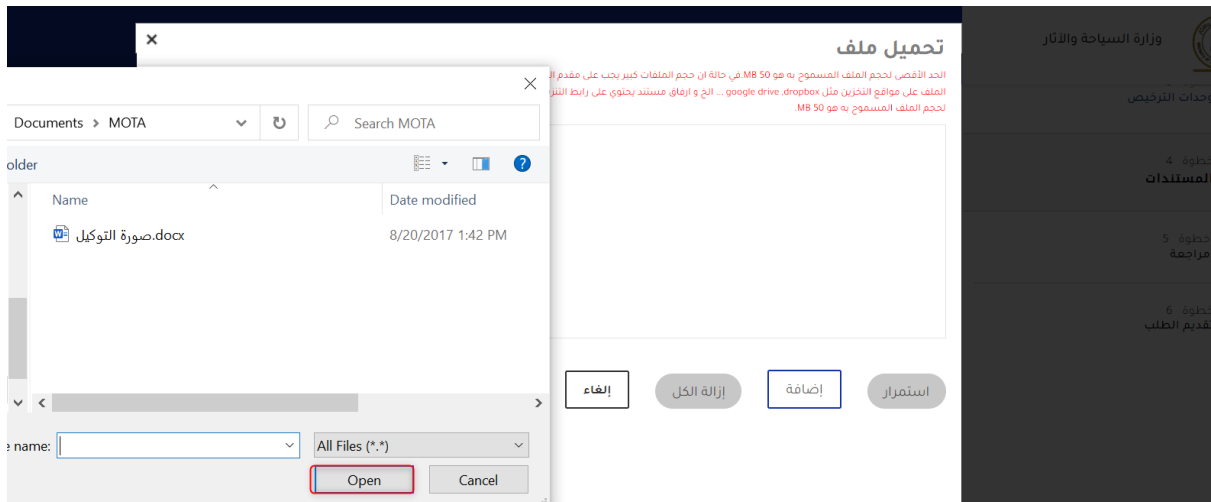 وزارة السياحة والآثار
وحدات الترخيص
خطوة 4
المستندات
خطوة 5
مراجعة
خطوة 6
تقديم الطلب
تحميل ملف
الحد الأقصى لحجم الملف المسموح به هو 50 MB.في حالة ان حجم الملفات كبير يجب على مقدم
الملف على مواقع التخزين مثل google drive ,dropbox ... الخ و ارفاق مستند يحتوي على رابط
لحجم الملف المسموح به هو 50 MB.
استمرار
إضافة
إزالة الكل
إلغاء
Documents > MOTA
Search MOTA
older
Name Date modified
صورة التوكيل.docx 8/20/2017 1:42 PM
e name: All Files (*.*)
Open Cancel